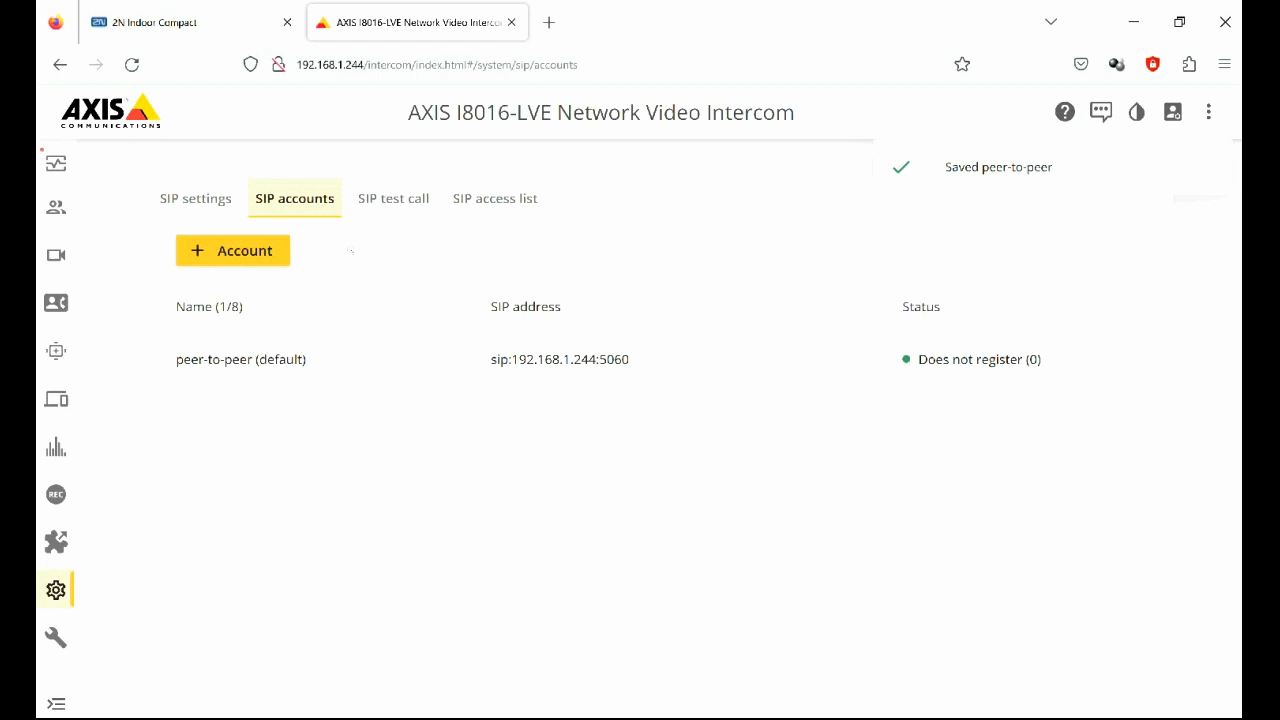 2N 2N Indoor Compact
AXIS I8016-LVE Network Video Interco
192.168.1.244/intercom/index.html#/system/sip/accounts
AXIS
COMMUNICATIONS
AXIS I8016-LVE Network Video Intercom
Saved peer-to-peer
SIP settings SIP accounts SIP test call SIP access list
+ Account
Name (1/8) SIP address Status
peer-to-peer (default) sip:192.168.1.244:5060 Does not register (0)
REC